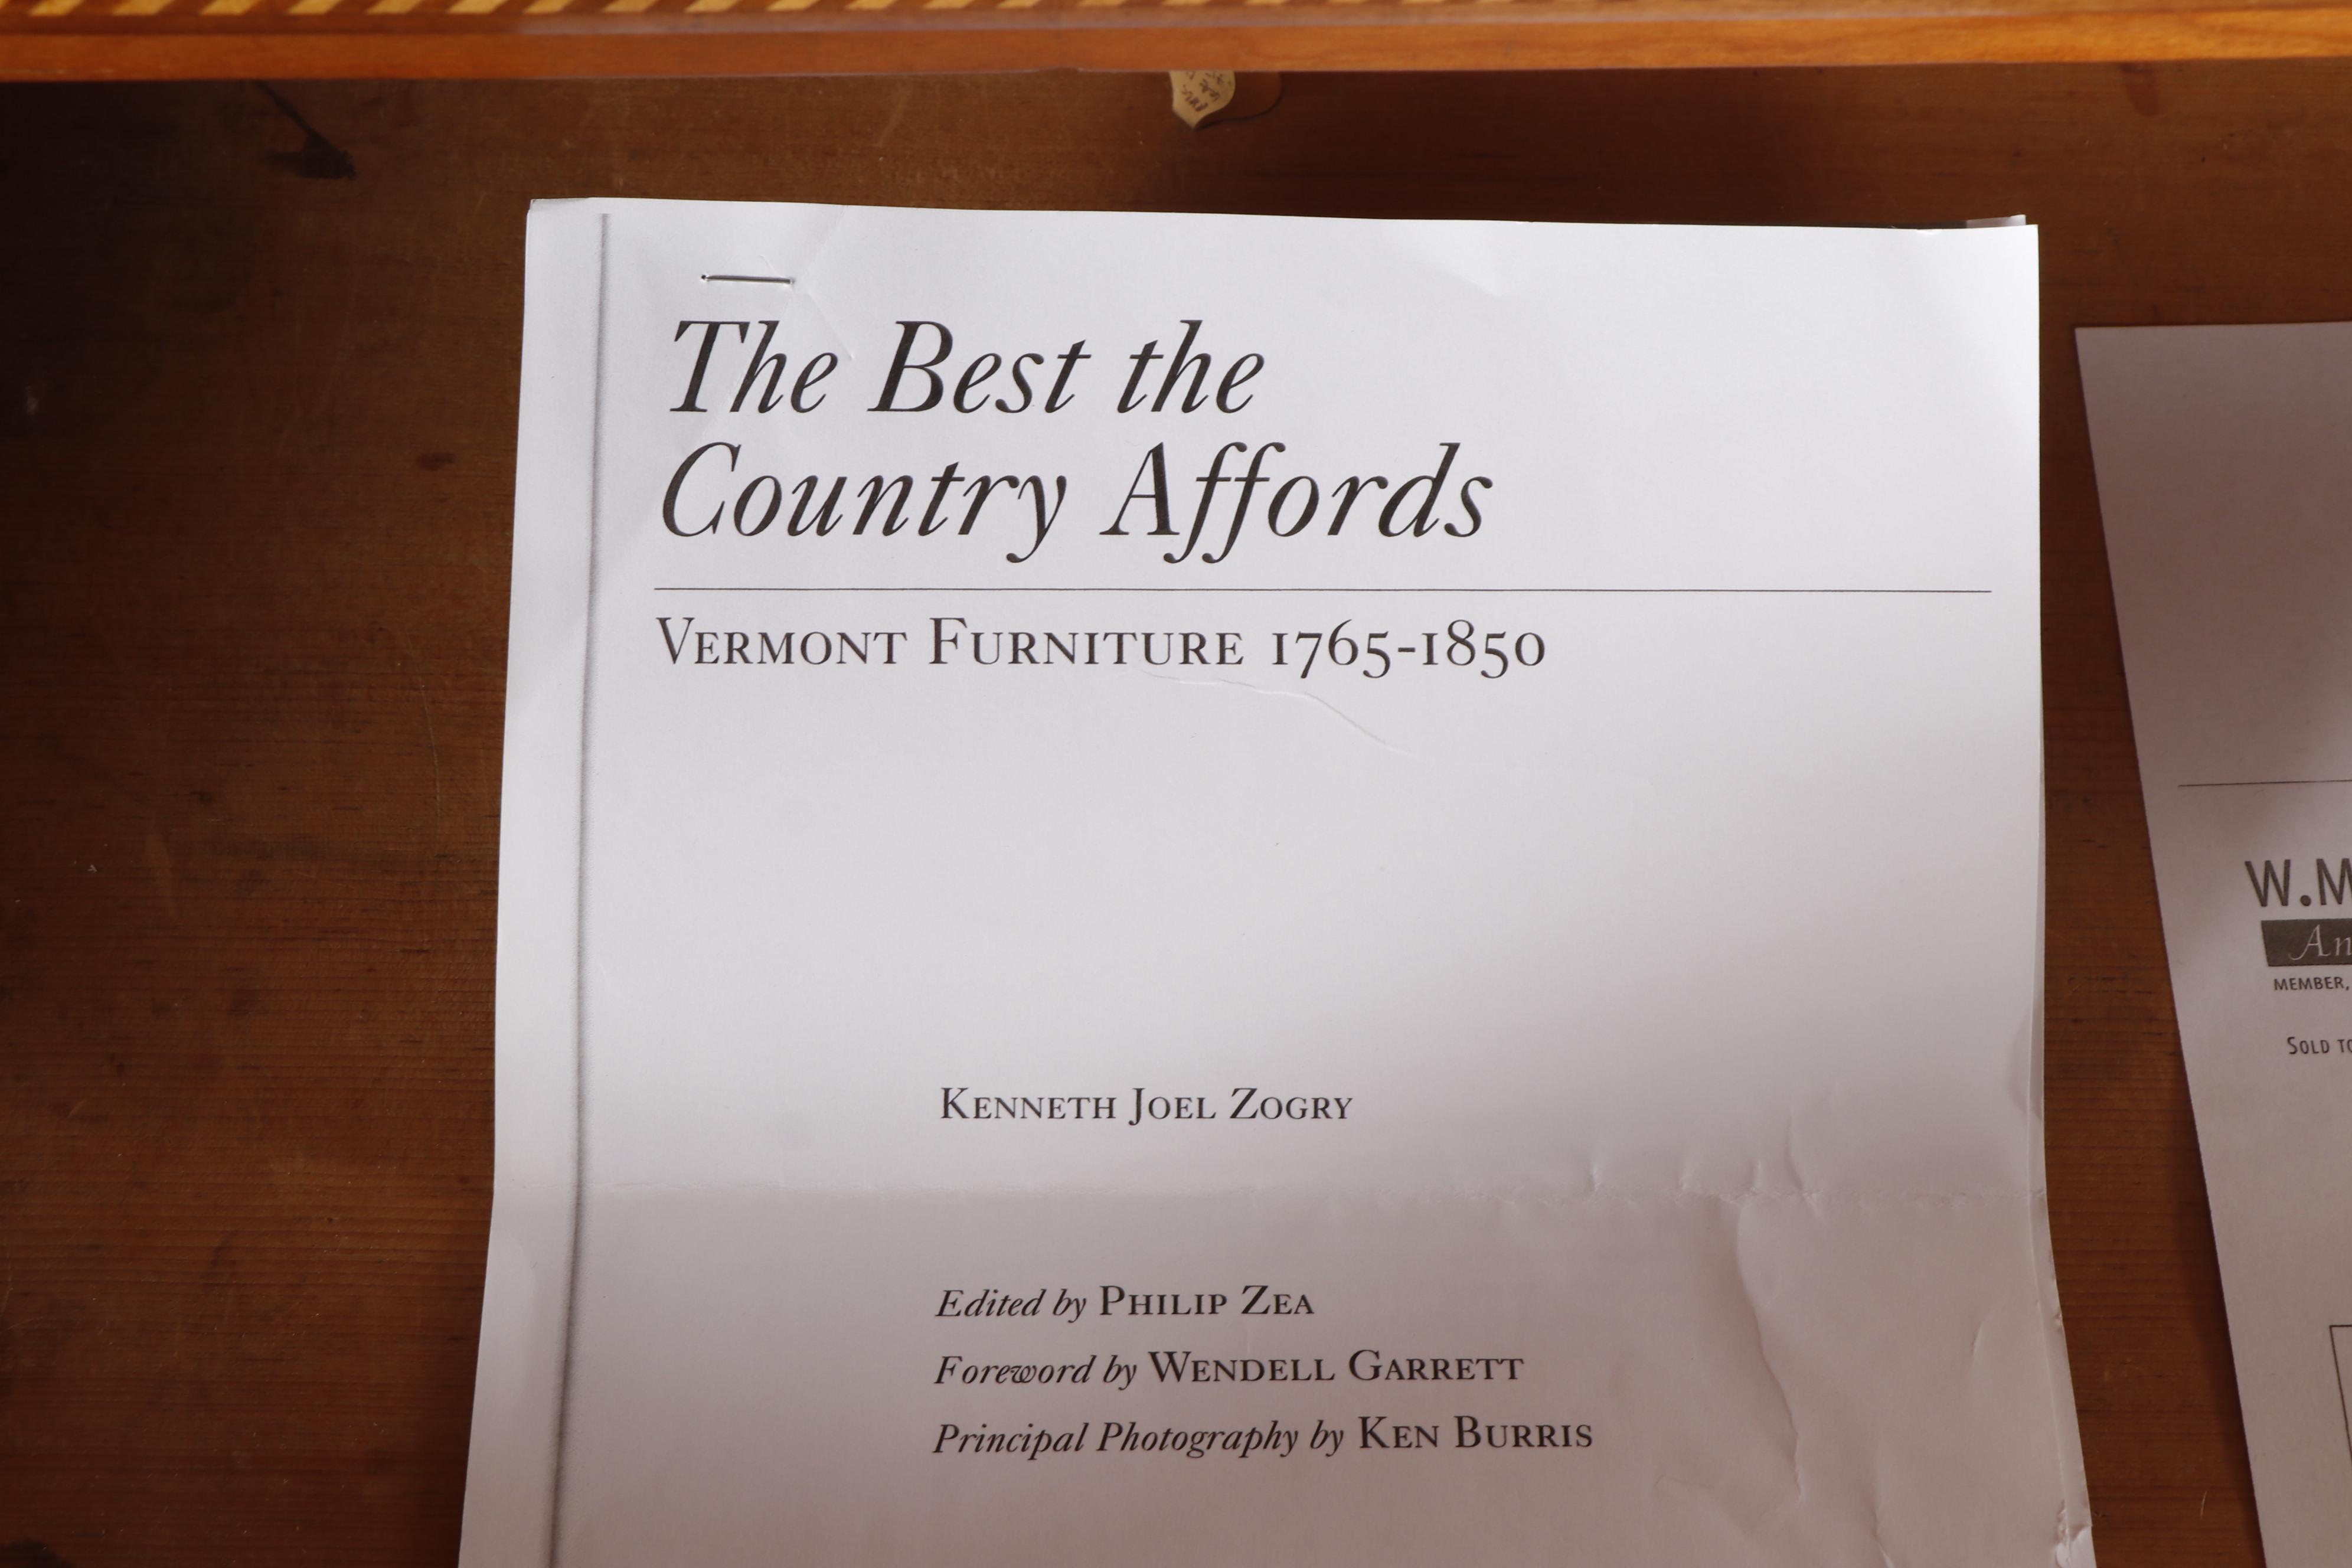 The Best the
Country Affords
VERMONT FURNITURE 1765-1850
KENNETH JOEL ZOGRY
Edited by PHILIP ZEA
Foreword by WENDELL GARRETT
Principal Photography by KEN BURRIS
W.M
An
MEMBER,
SOLD TO